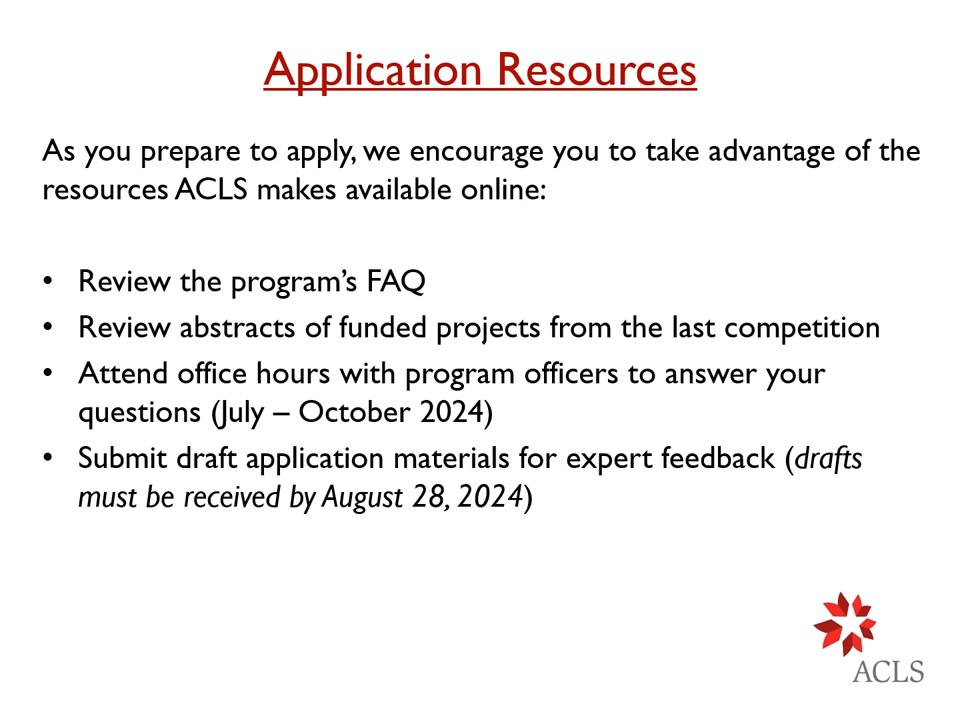 Application Resources
As you prepare to apply, we encourage you to take advantage of the
resources ACLS makes available online:
• Review the program’s FAQ
• Review abstracts of funded projects from the last competition
• Attend office hours with program officers to answer your
questions (July – October 2024)
• Submit draft application materials for expert feedback (drafts
must be received by August 28, 2024)
ACLS